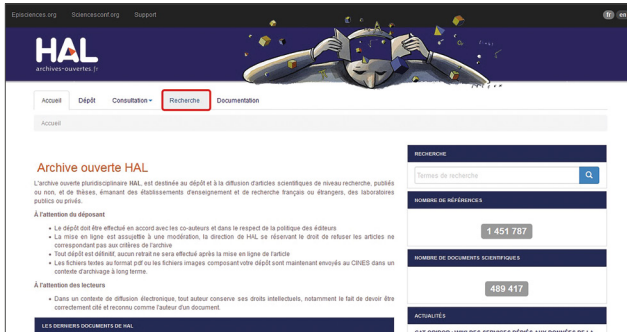 Episciences.org Sciencesconf.org Support
fr en
HAL
archives-ouvertes.fr
Accueil Dépôt Consultation Recherche Documentation
Accueil
Archive ouverte HAL
L'archive ouverte pluridisciplinaire HAL, est destinée au dépôt et à la diffusion d'articles scientifiques de niveau recherche, publiés
ou non, et de thèses, émanant des établissements d'enseignement et de recherche français ou étrangers, des laboratoires
publics ou privés.
À l'attention du déposant
• Le dépôt doit être effectué en accord avec les co-auteurs et dans le respect de la politique des éditeurs
• La mise en ligne est assujettie à une modération, la direction de HAL se réservant le droit de refuser les articles ne
correspondant pas aux critères de l'archive
• Tout dépôt est définitif, aucun retrait ne sera effectué après la mise en ligne de l'article
• Les fichiers textes au format pdf ou les fichiers images composant votre dépôt sont maintenant envoyés au CINES dans un
contexte d'archivage à long terme.
À l'attention des lecteurs
• Dans un contexte de diffusion électronique, tout auteur conserve ses droits intellectuels, notamment le fait de devoir être
correctement cité et reconnu comme l'auteur d'un document.
LES DERNIERS DOCUMENTS DE HAL
RECHERCHE
Termes de recherche
NOMBRE DE RÉFÉRENCES
1 451 787
NOMBRE DE DOCUMENTS SCIENTIFIQUES
489 417
ACTUALITÉS